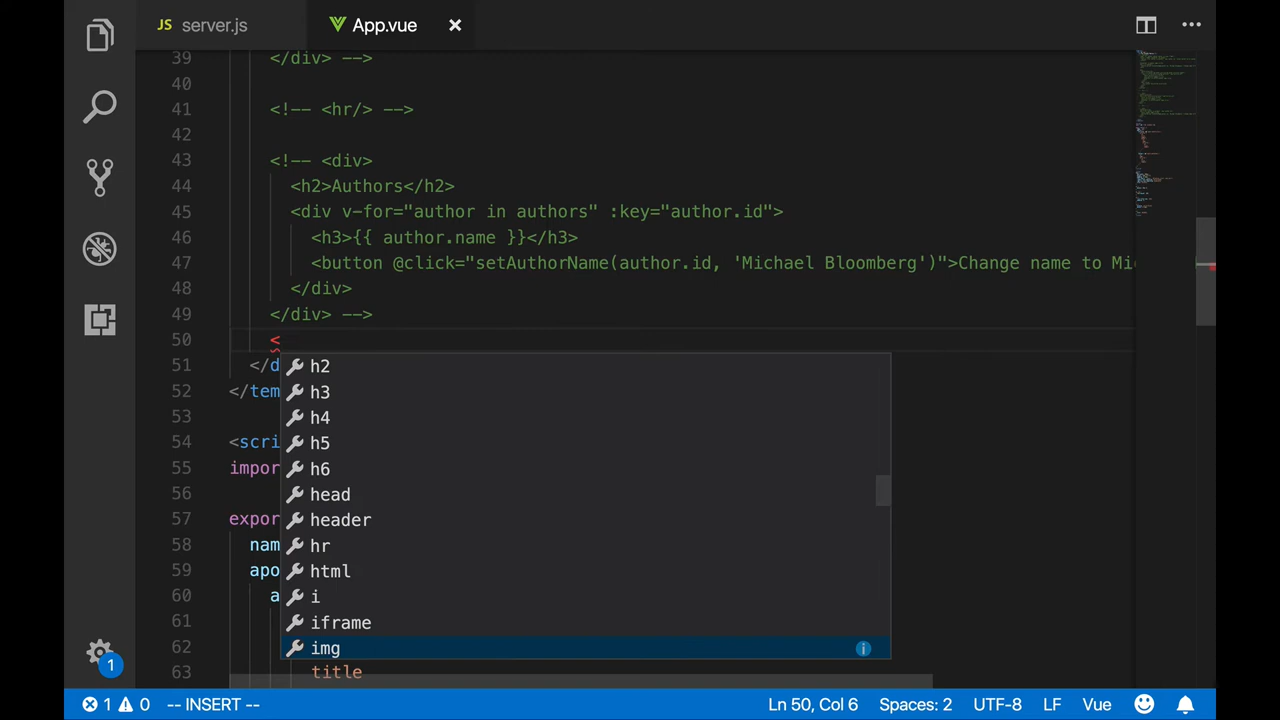 JS server.js App.vue
39 </div> -->
40
41 <!-- <hr/> -->
42
43 <!-- <div>
44 <h2>Authors</h2>
45 <div v-for="author in authors" :key="author.id">
46 <h3>{{ author.name }}</h3>
47 <button @click="setAuthorName(author.id, 'Michael Bloomberg')">Change name to Mi
48 </div>
49 </div> -->
50 <
51 </d
h2
52 </tem
h3
53
h4
54 <scri
h5
55 impor
h6
56
head
57 expor
header
58 nam
hr
59 apo
html
60 a
i
61
iframe
62
img
63 title
1
1 0 -- INSERT -- Ln 50, Col 6 Spaces: 2 UTF-8 LF Vue